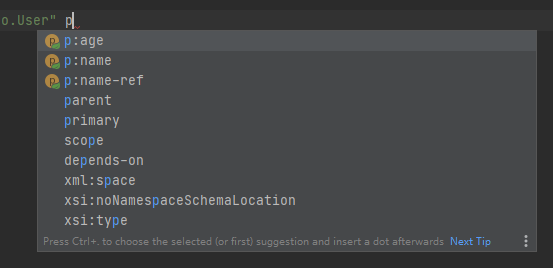 o.User" p
p:age
p:name
p:name-ref
parent
primary
scope
depends-on
xml:space
xsi:noNamespaceSchemaLocation
xsi:type
Press Ctrl+. to choose the selected (or first) suggestion and insert a dot afterwards Next Tip